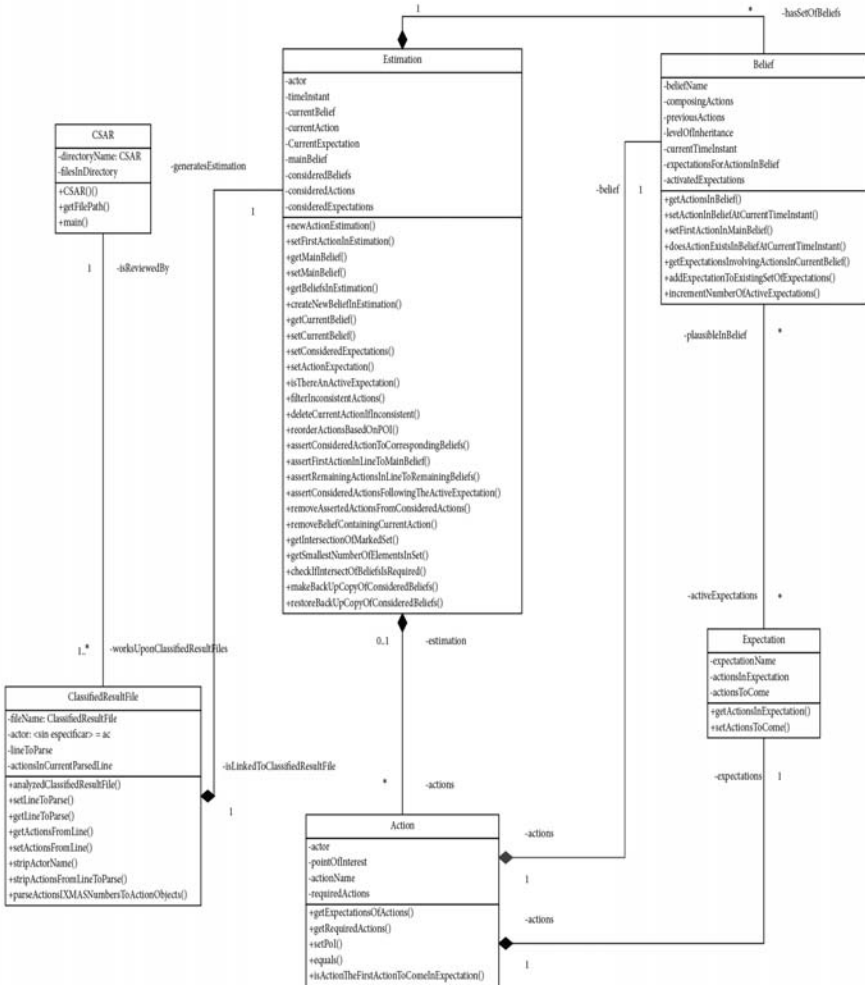 1
*
-hasSetOfBeliefs
Estimation
-actor
-timeInstant
-currentBelief
-currentAction
-CurrentExpectation
-mainBelief
-consideredBeliefs
-consideredActions
-consideredExpectations
+newActionEstimation()
+setFirstActionInEstimation()
+getMainBelief()
+setMainBelief()
+getBeliefsInEstimation()
+createNewBeliefInEstimation()
+getCurrentBelief()
+setCurrentBelief()
+setConsideredExpectations()
+setActionExpectation()
+isThereAnActiveExpectation()
+filterInconsistentActions()
+deleteCurrentActionIfInconsistent()
+reorderActionsBasedOnPOI()
+assertConsideredActionToCorrespondingBeliefs()
+assertFirstActionInLineToMainBelief()
+assertRemainingActionsInLineToRemainingBeliefs()
+assertConsideredActionsFollowingTheActiveExpectation()
+removeAssertedActionsFromConsideredActions()
+removeBeliefContainingCurrentAction()
+getIntersectionOfMarkedSet()
+getSmallestNumberOfElementsInSet()
+checkIfIntersectOfBeliefsIsRequired()
+makeBackUpCopyOfConsideredBeliefs()
+restoreBackUpCopyOfConsideredBeliefs()
Belief
-beliefName
-composingActions
-previousActions
-levelOfInheritance
-currentTimeInstant
-expectationsForActionsInBelief
-activatedExpectations
+getActionsInBelief()
+setActionInBeliefAtCurrentTimeInstant()
+setFirstActionInMainBelief()
+doesActionExistsInBeliefAtCurrentTimeInstant()
+getExpectationsInvolvingActionsInCurrentBelief()
+addExpectationToExistingSetOfExpectations()
+incrementNumberOfActiveExpectations()
CSAR
-directoryName: CSAR
-filesInDirectory
+CSAR()()
+getFilePath()
+main()
-generatesEstimation
1
-belief
1
1
-isReviewedBy
-plausibleInBelief
*
-activeExpectations
*
0..1
-estimation
1..*
-worksUponClassifiedResultFiles
Expectation
-expectationName
-actionsInExpectation
-actionsToCome
+getActionsInExpectation()
+setActionsToCome()
ClassifiedResultFile
-fileName: ClassifiedResultFile
-actor: <sin especificar> = ac
-lineToParse
-actionsInCurrentParsedLine
+analyzedClassifiedResultFile()
+setLineToParse()
+getLineToParse()
+getActionsFromLine()
+setActionsFromLine()
+stripActorName()
+stripActionsFromLineToParse()
+parseActionsIXMASNumbersToActionObjects()
-isLinkedToClassifiedResultFile
1
*
-actions
-expectations
1
Action
-actor
-pointOfInterest
-actionName
-requiredActions
+getExpectationsOfActions()
+getRequiredActions()
+setPoI()
+equals()
+isActionTheFirstActionToComeInExpectation()
-actions
1
-actions
1